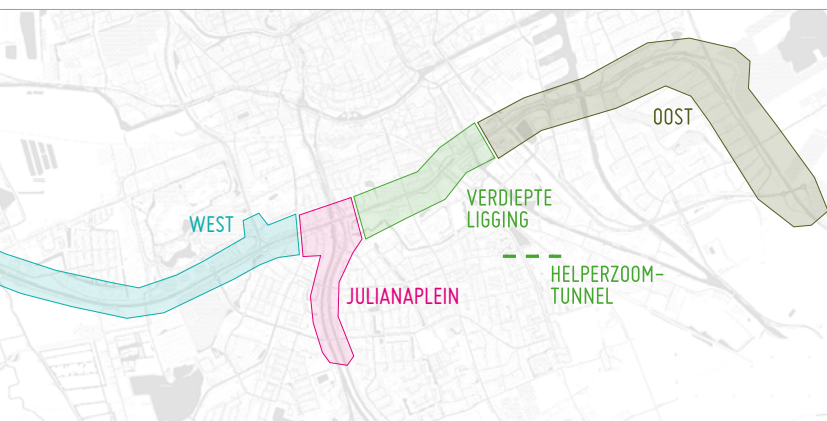 OOST
VERDIEPTE
LIGGING
WEST
HELPERZOOM-
TUNNEL
JULIANAPLEIN